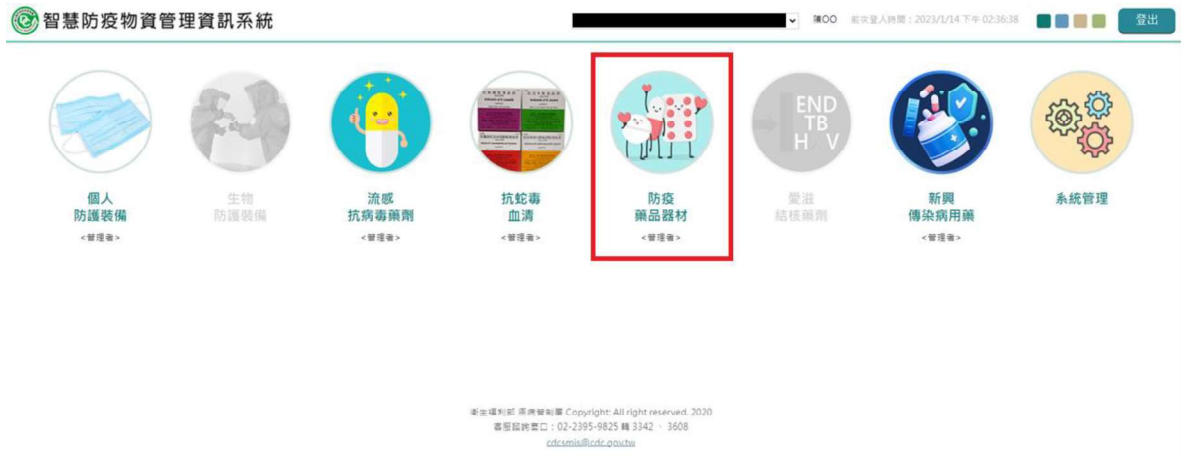 智慧防疫物資管理資訊系統
陳OO
前次登入時間：2023/1/14 下午 02:36:38
登出
個人
防護裝備
<管理者>
生物
防護裝備
流感
抗病毒藥劑
<管理者>
抗蛇毒
血清
<管理者>
防疫
藥品器材
<管理者>
END
TB
H V
愛滋
結核藥劑
新興
傳染病用藥
<管理者>
系統管理
衛生福利部 疾病管制署 Copyright: All right reserved. 2020
客服諮詢窗口：02-2395-9825 轉 3342 、 3608
cdcsmis@cdc.gov.tw